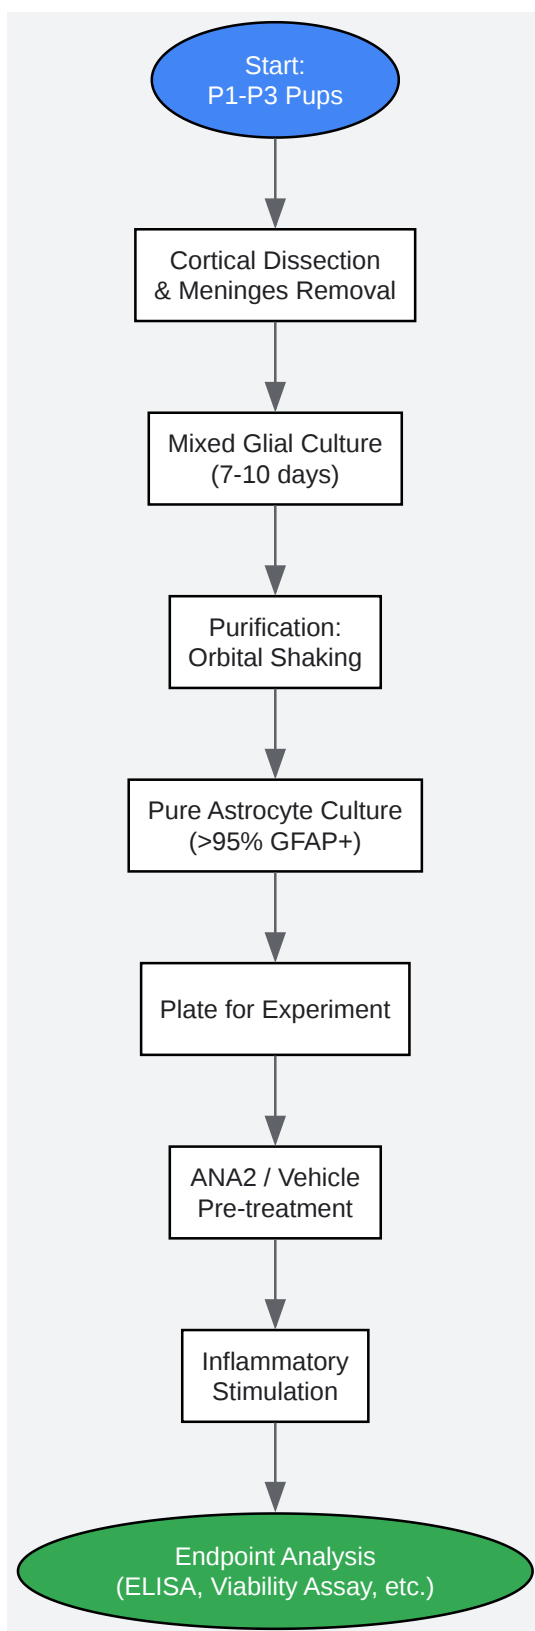 Start:
P1-P3 Pups
Cortical Dissection
& Meninges Removal
Mixed Glial Culture
(7-10 days)
Purification:
Orbital Shaking
Pure Astrocyte Culture
(>95% GFAP+)
Plate for Experiment
ANA2 / Vehicle
Pre-treatment
Inflammatory
Stimulation
Endpoint Analysis
(ELISA, Viability Assay, etc.)